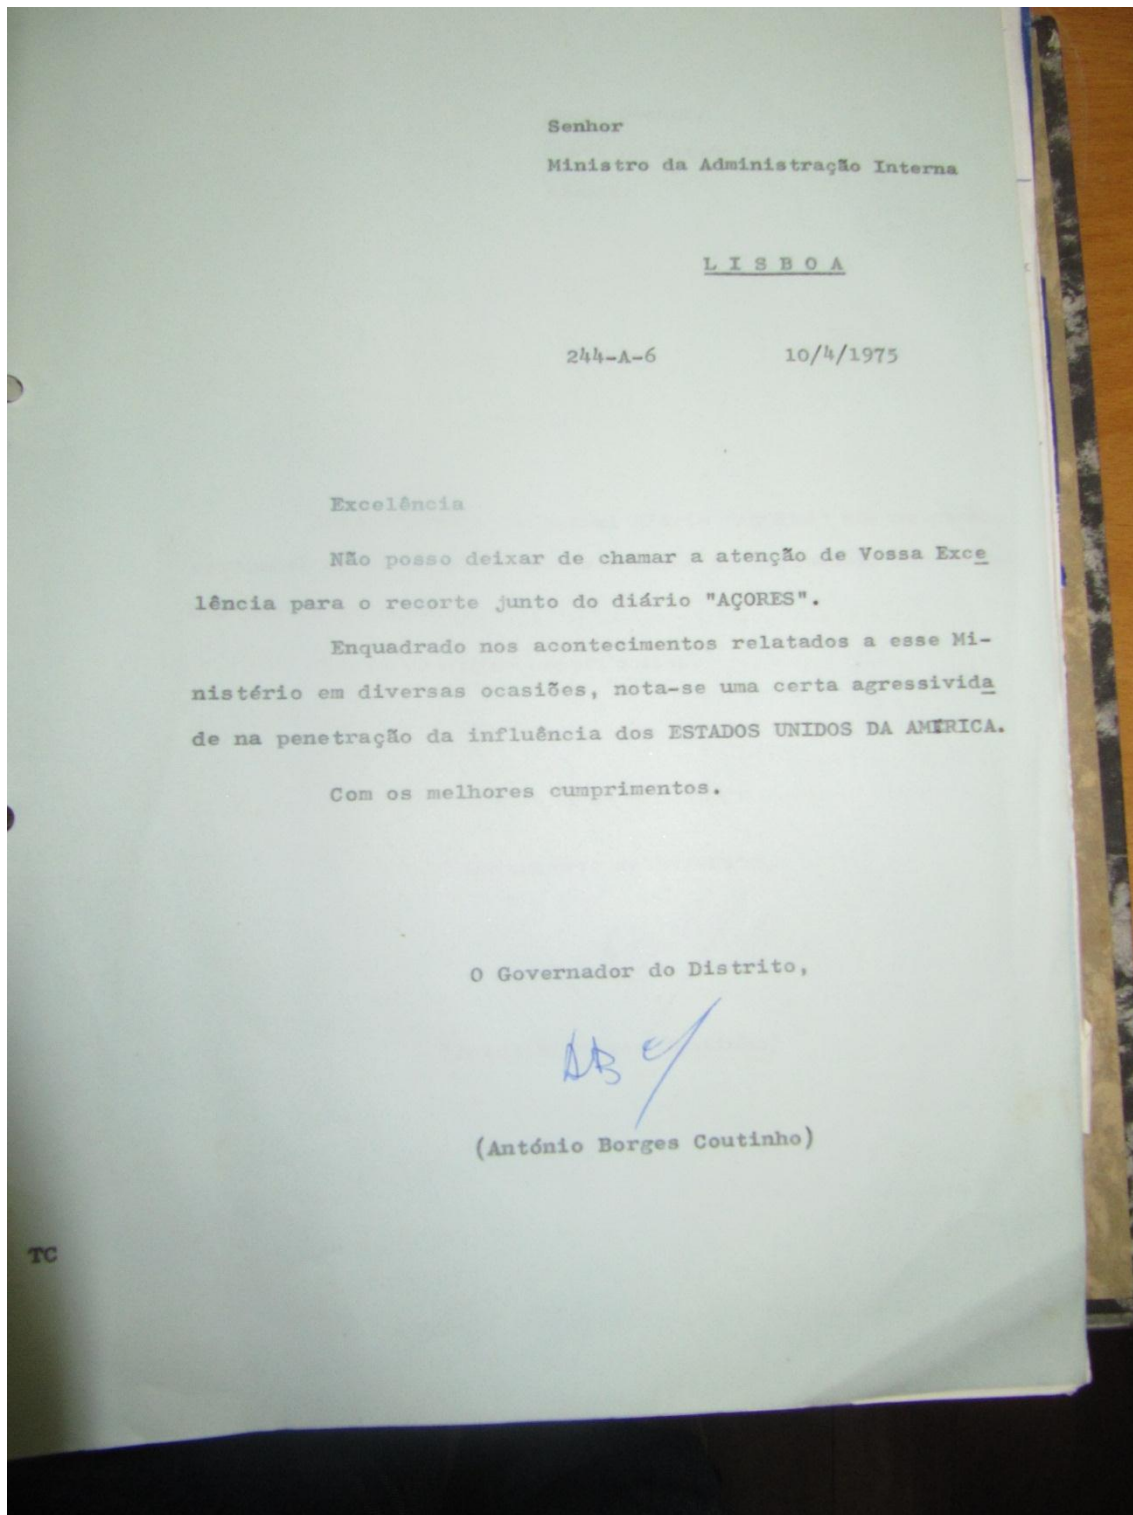 Senhor
Ministro da Administração Interna
L I S B O A
244-A-6 10/4/1975
Excelência
Não posso deixar de chamar a atenção de Vossa Exce
lência para o recorte junto do diário "AÇORES".
Enquadrado nos acontecimentos relatados a esse Mi-
nistério em diversas ocasiões, nota-se uma certa agressivida
de na penetração da influência dos ESTADOS UNIDOS DA AMERICA.
Com os melhores cumprimentos.
O Governador do Distrito,
(António Borges Coutinho)
TC